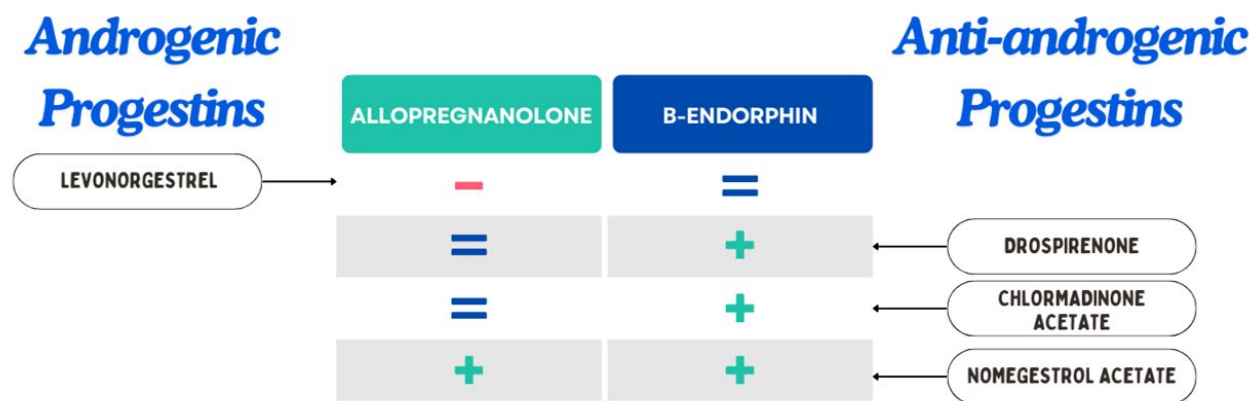 Androgenic
Progestins
Anti-androgenic
Progestins
ALLOPREGNANOLONE
B-ENDORPHIN
LEVONORGESTREL
-
=
=
+
DROSPIRENONE
=
+
CHLORMADINONE
ACETATE
+
+
NOMEGESTROL ACETATE